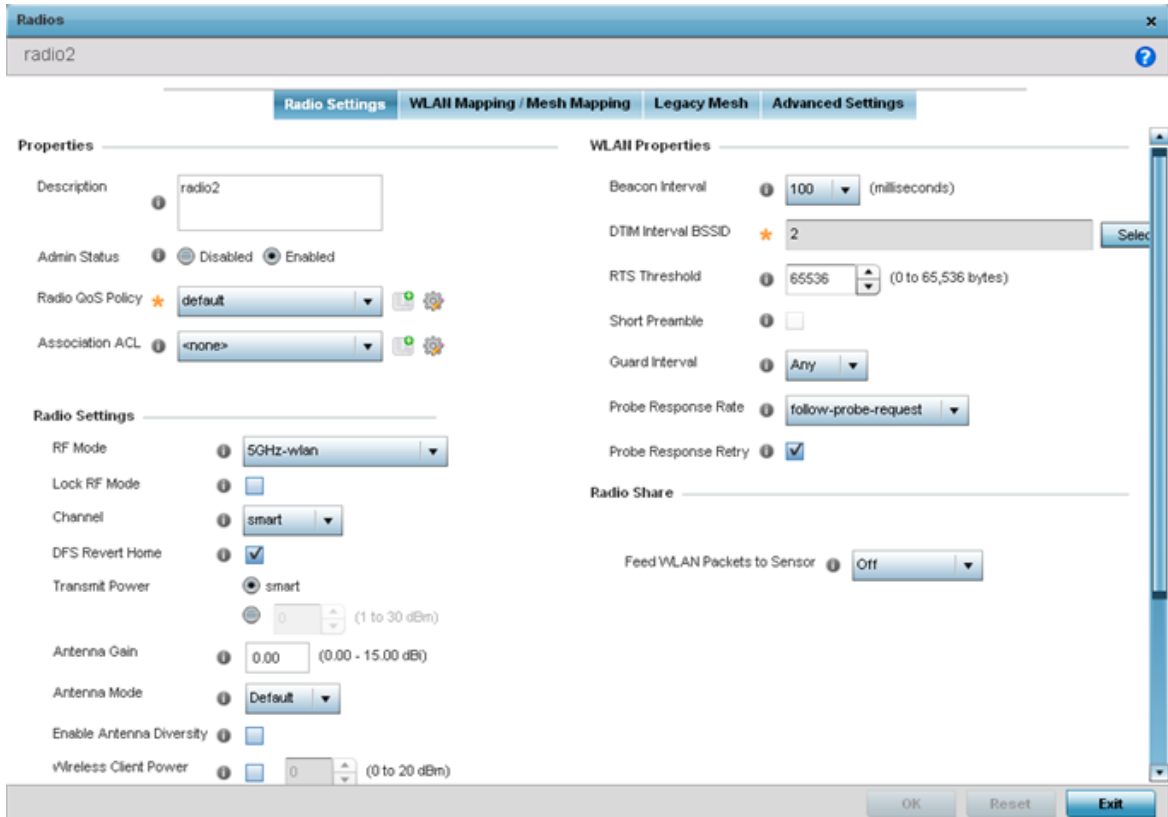 Radios
radio2
Radio Settings WLAN Mapping / Mesh Mapping Legacy Mesh Advanced Settings
Properties
Description radio2
Admin Status Disabled Enabled
Radio QoS Policy default
Association ACL <none>
Radio Settings
RF Mode 5GHz-wlan
Lock RF Mode
Channel smart
DFS Revert Home
Transmit Power smart
0 (1 to 30 dBm)
Antenna Gain 0.00 (0.00 - 15.00 dBi)
Antenna Mode Default
Enable Antenna Diversity
Wireless Client Power 0 (0 to 20 dBm)
WLAN Properties
Beacon Interval 100 (milliseconds)
DTIM Interval BSSID 2 Selec
RTS Threshold 65536 (0 to 65,536 bytes)
Short Preamble
Guard Interval Any
Probe Response Rate follow-probe-request
Probe Response Retry
Radio Share
Feed WLAN Packets to Sensor Off
OK Reset Exit